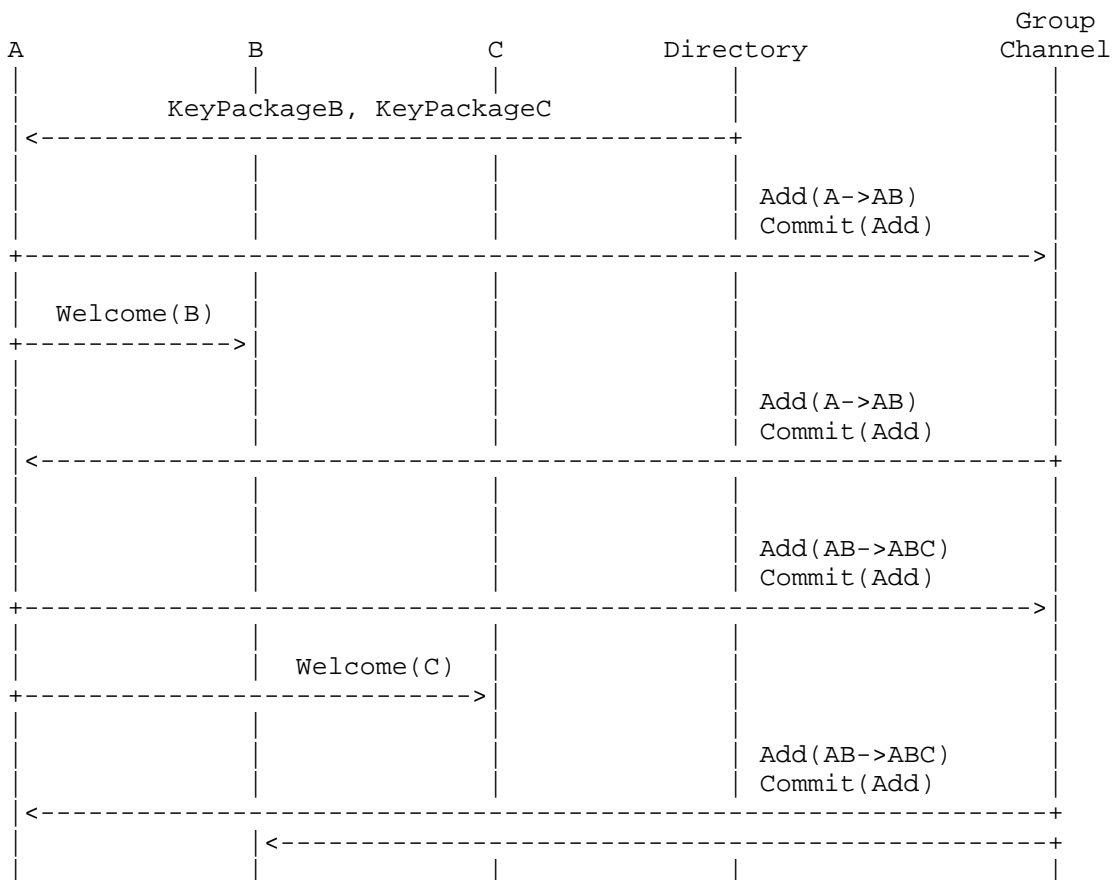 Group
A B C Directory Channel
KeyPackageB, KeyPackageC
Add(A->AB)
Commit(Add)
Welcome(B)
Add(A->AB)
Commit(Add)
Add(AB->ABC)
Commit(Add)
Welcome(C)
Add(AB->ABC)
Commit(Add)